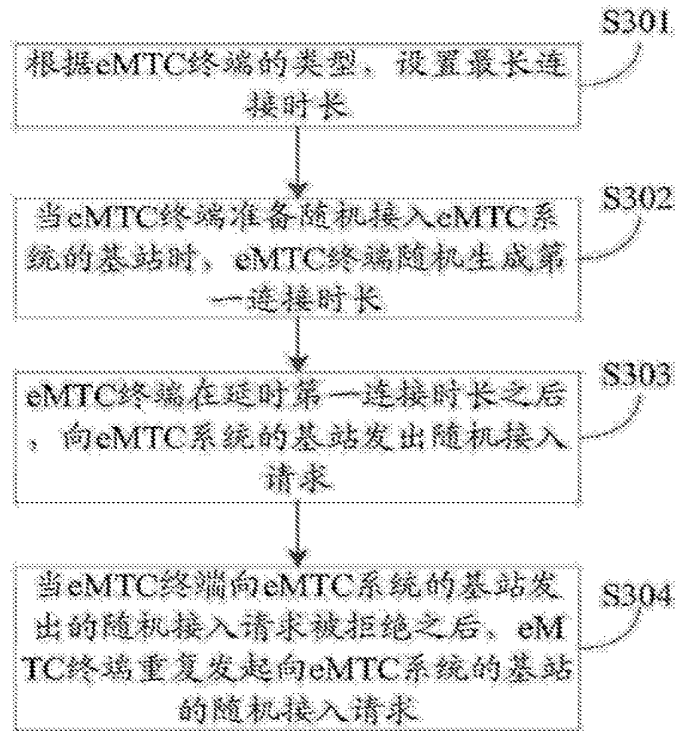 S301
根据eMTC终端的类型，设置最长连
接时长
S302
当eMTC终端准备随机接入eMTC系
统的基站时，eMTC终端随机生成第
一连接时长
S303
eMTC终端在延时第一连接时长之后
，向eMTC系统的基站发出随机接入
请求
S304
当eMTC终端向eMTC系统的基站发
出的随机接入请求被拒绝之后，eM
TC终端重复发起向eMTC系统的基站
的随机接入请求